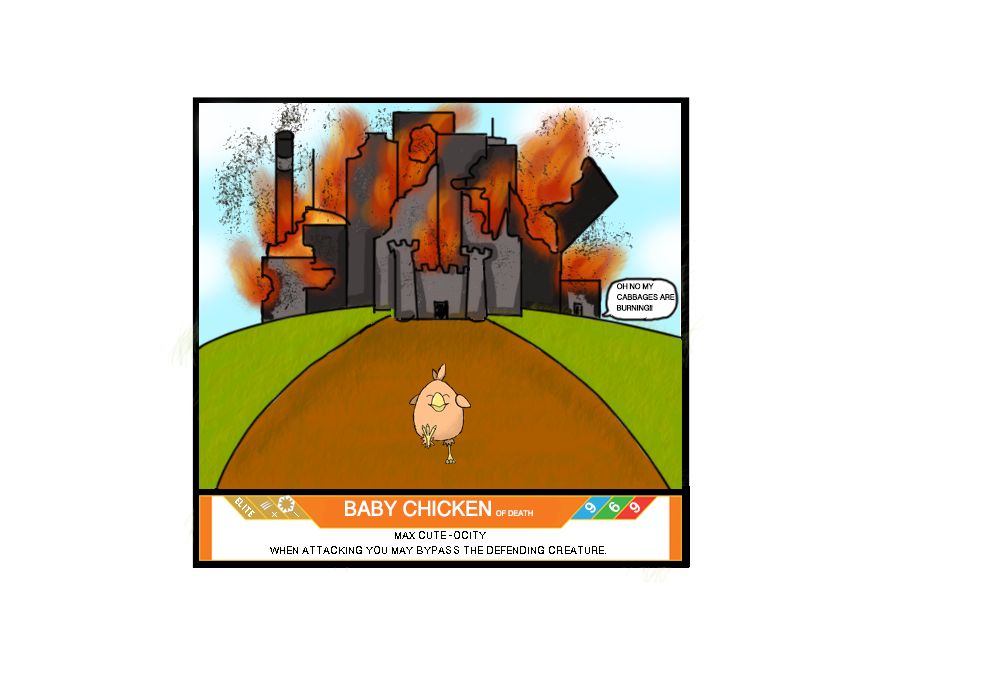 OH NO MY
CABBAGES ARE
BURNING!!
ELITE /// +
BABY CHICKEN OF DEATH
9 6 9
MAX CUTE-OCITY
WHEN ATTACKING YOU MAY BYPASS THE DEFENDING CREATURE.